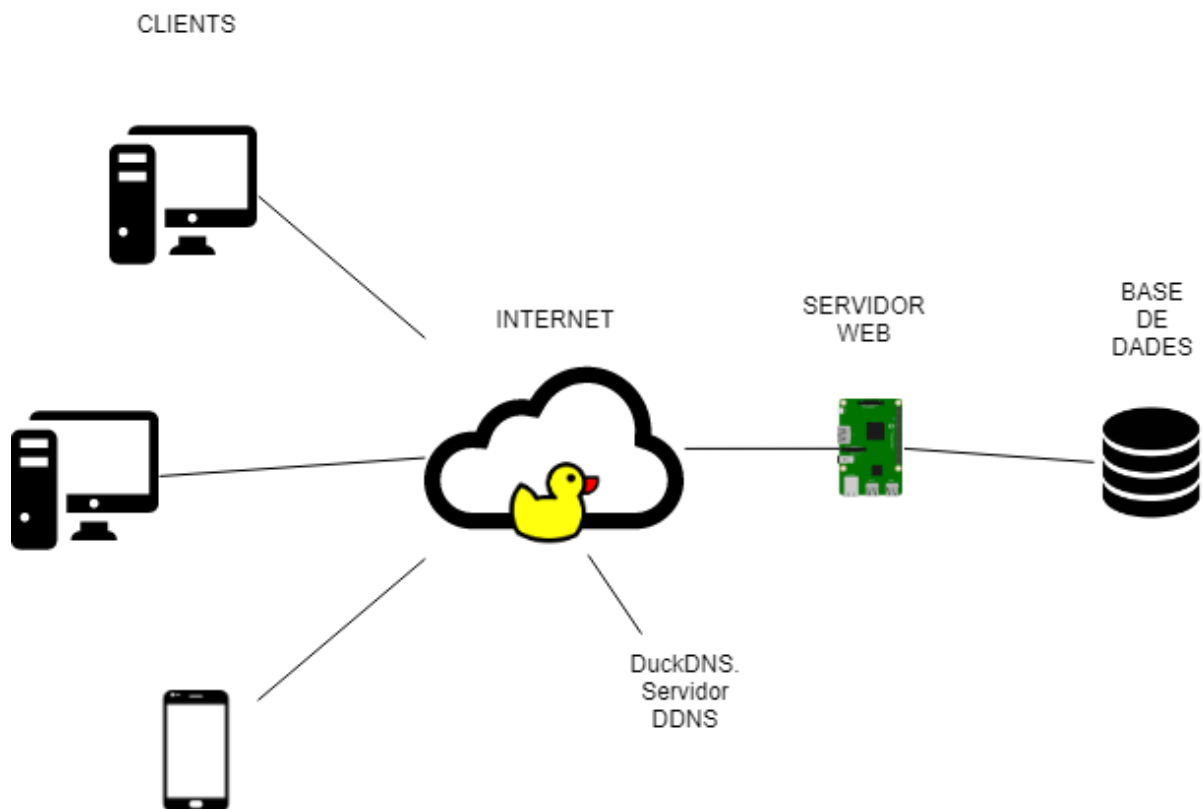 CLIENTS
INTERNET
SERVIDOR
WEB
BASE
DE
DADES
DuckDNS.
Servidor
DDNS